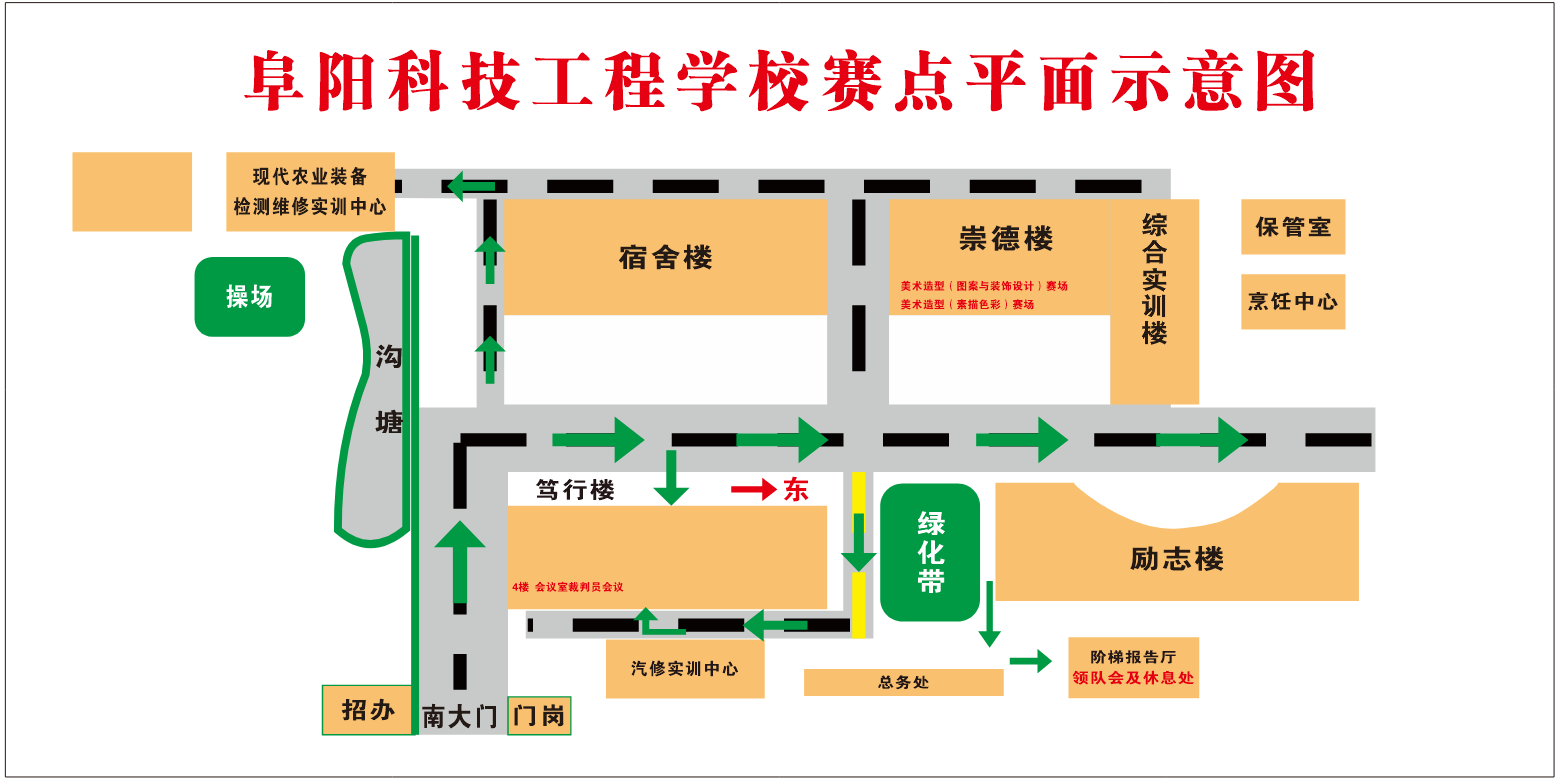 阜阳科技工程学校赛点平面示意图
现代农业装备
检测维修实训中心
操场
沟塘
宿舍楼
崇德楼
美术造型（图案与装饰设计）赛场
美术造型（素描色彩）赛场
综合实训楼
保管室
烹饪中心
笃行楼
东
4楼 会议室裁判员会议
绿化带
励志楼
汽修实训中心
总务处
阶梯报告厅
领队会及休息处
招办
南大门
门岗